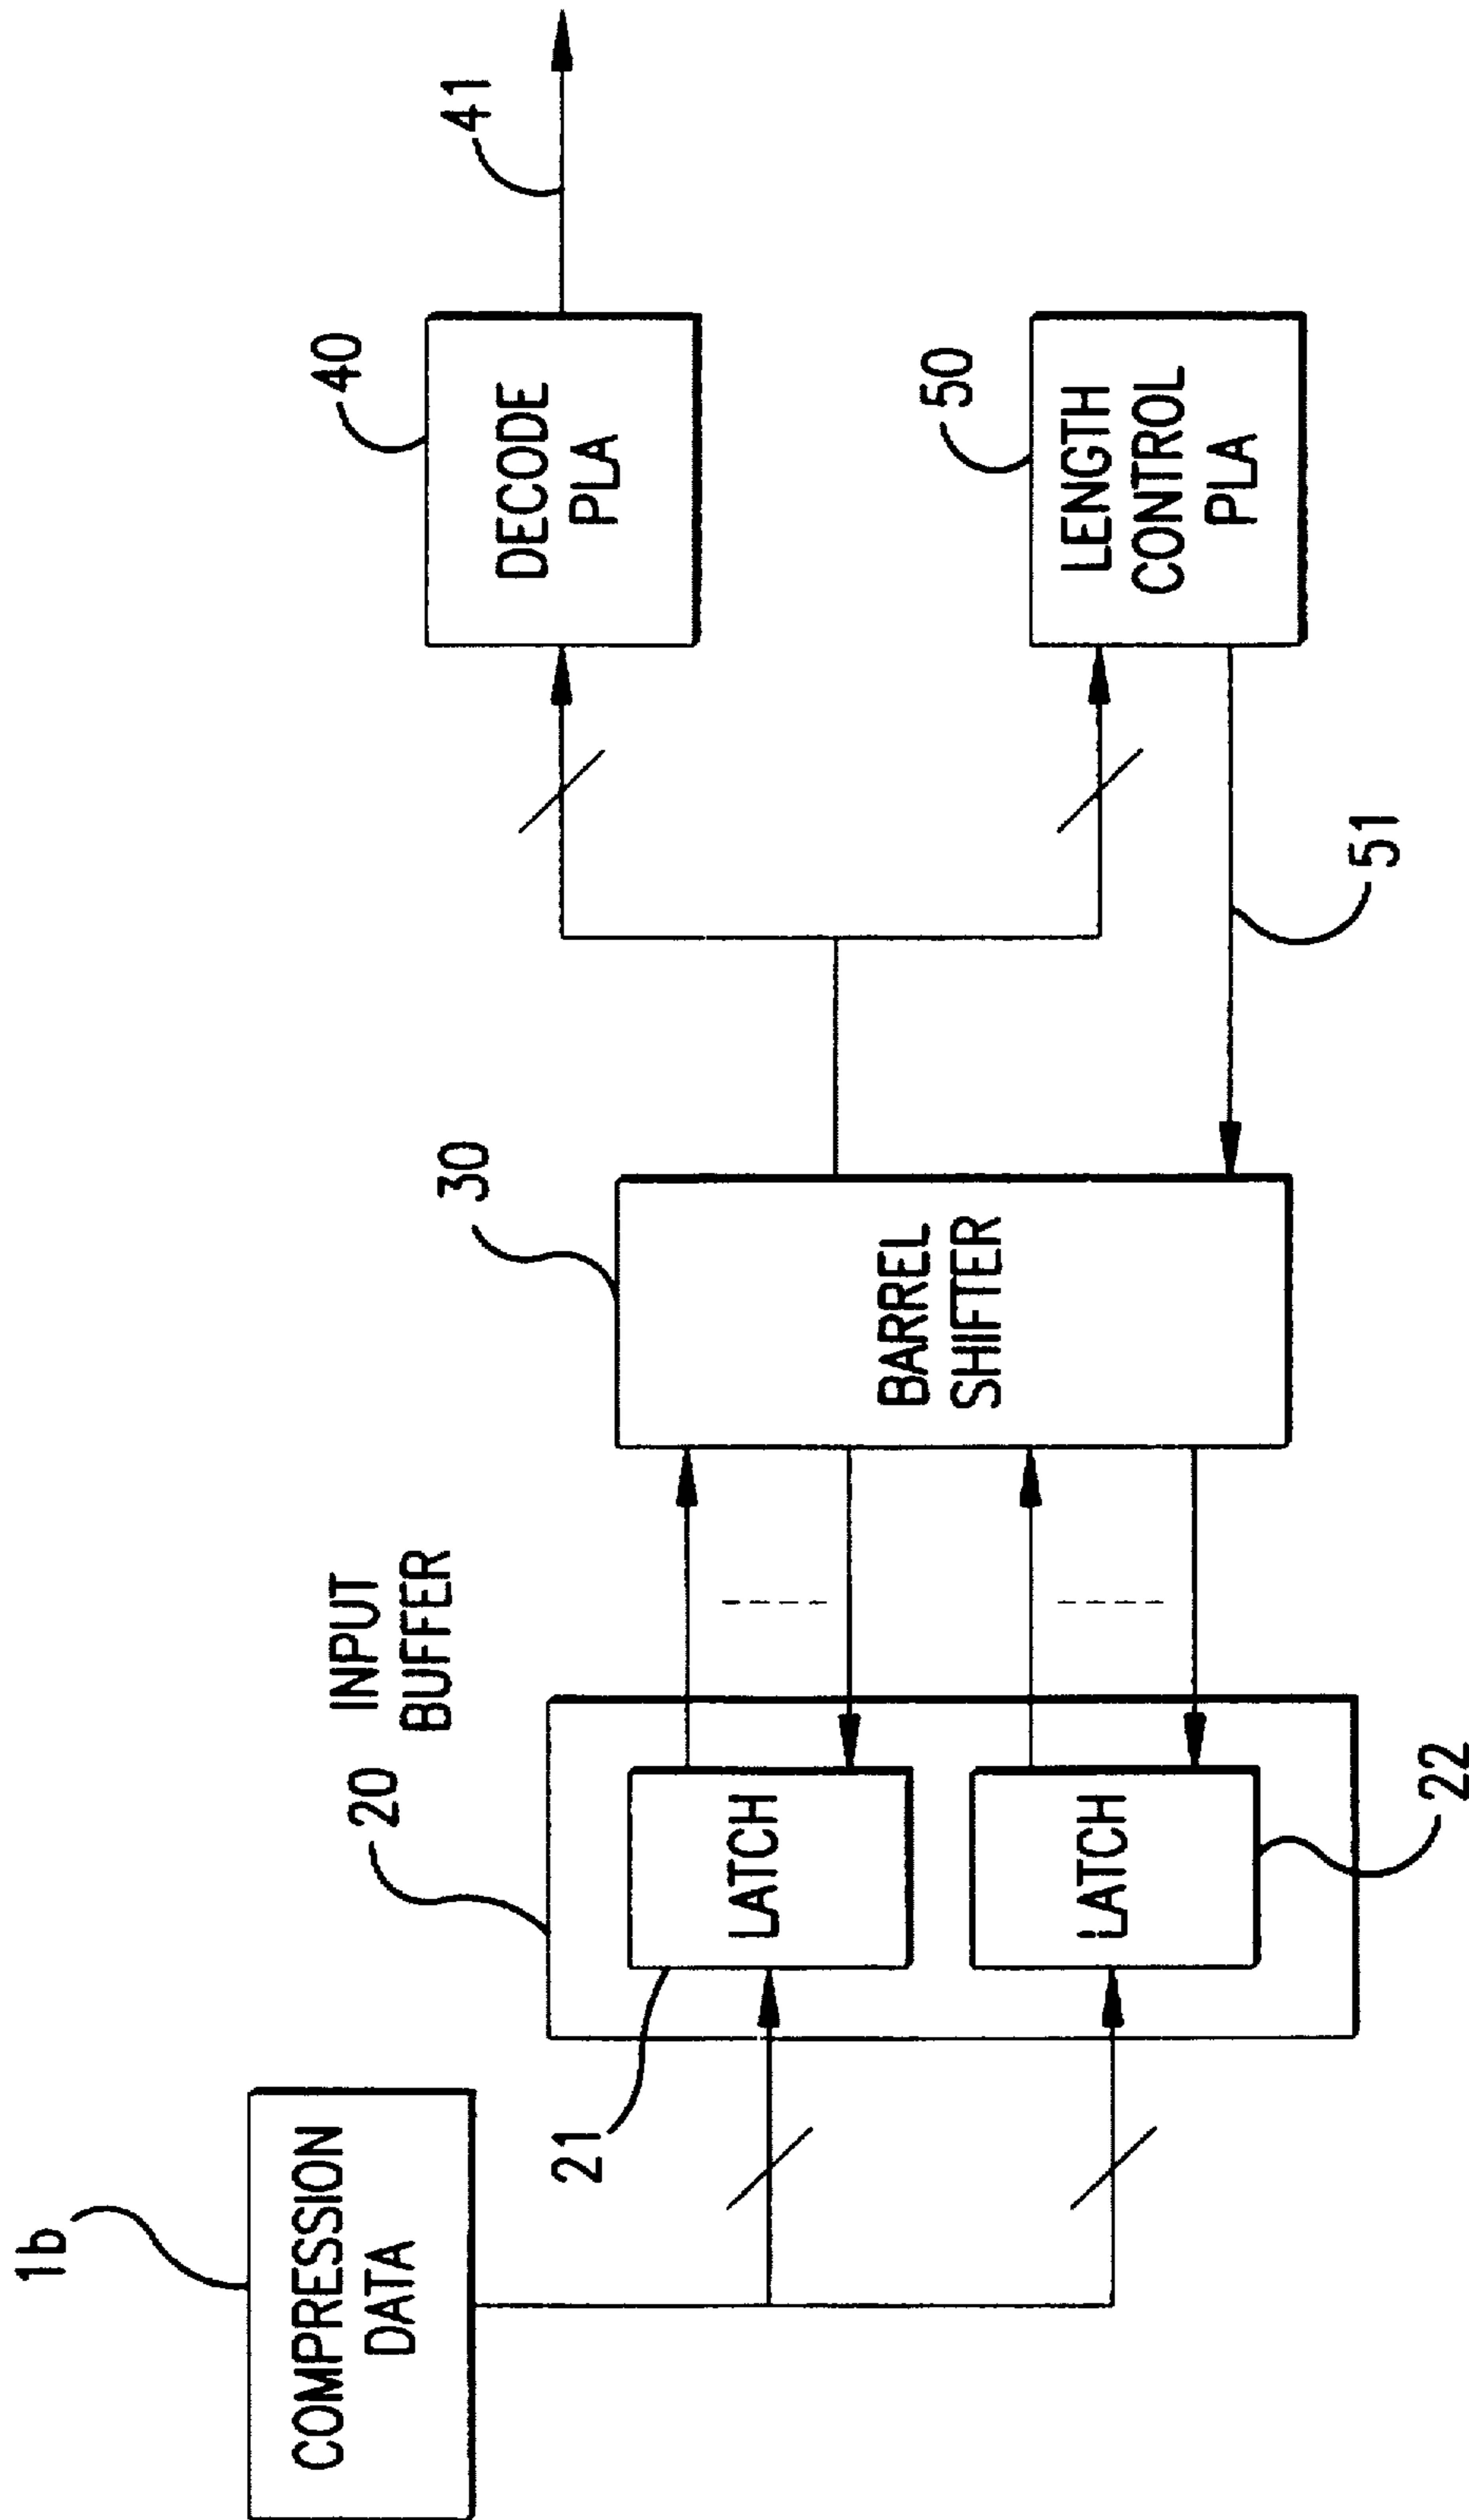 1b
COMPRESSION
DATA
20
INPUT
BUFFER
21
LATCH
LATCH
22
30
BARREL
SHIFTER
40
DECODE
PLA
41
50
LENGTH
CONTROL
PLA
51